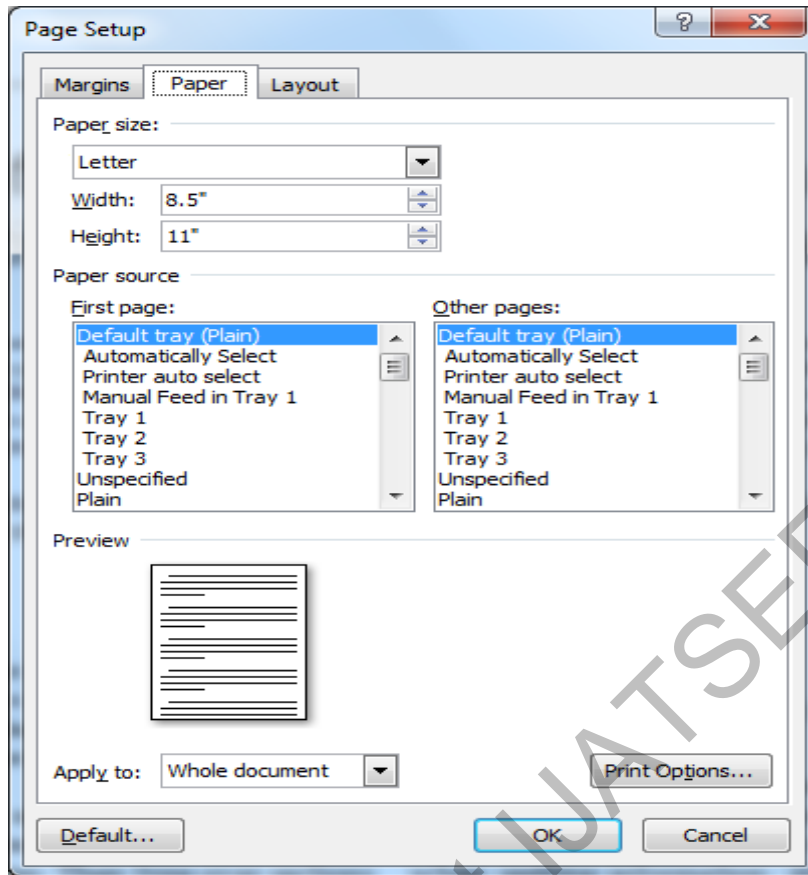 Page Setup
Margins Paper Layout
Paper size:
Letter
Width: 8.5"
Height: 11"
Paper source
First page:
Default tray (Plain)
Automatically Select
Printer auto select
Manual Feed in Tray 1
Tray 1
Tray 2
Tray 3
Unspecified
Plain
Other pages:
Default tray (Plain)
Automatically Select
Printer auto select
Manual Feed in Tray 1
Tray 1
Tray 2
Tray 3
Unspecified
Plain
Preview
Apply to: Whole document Print Options...
Default... OK Cancel